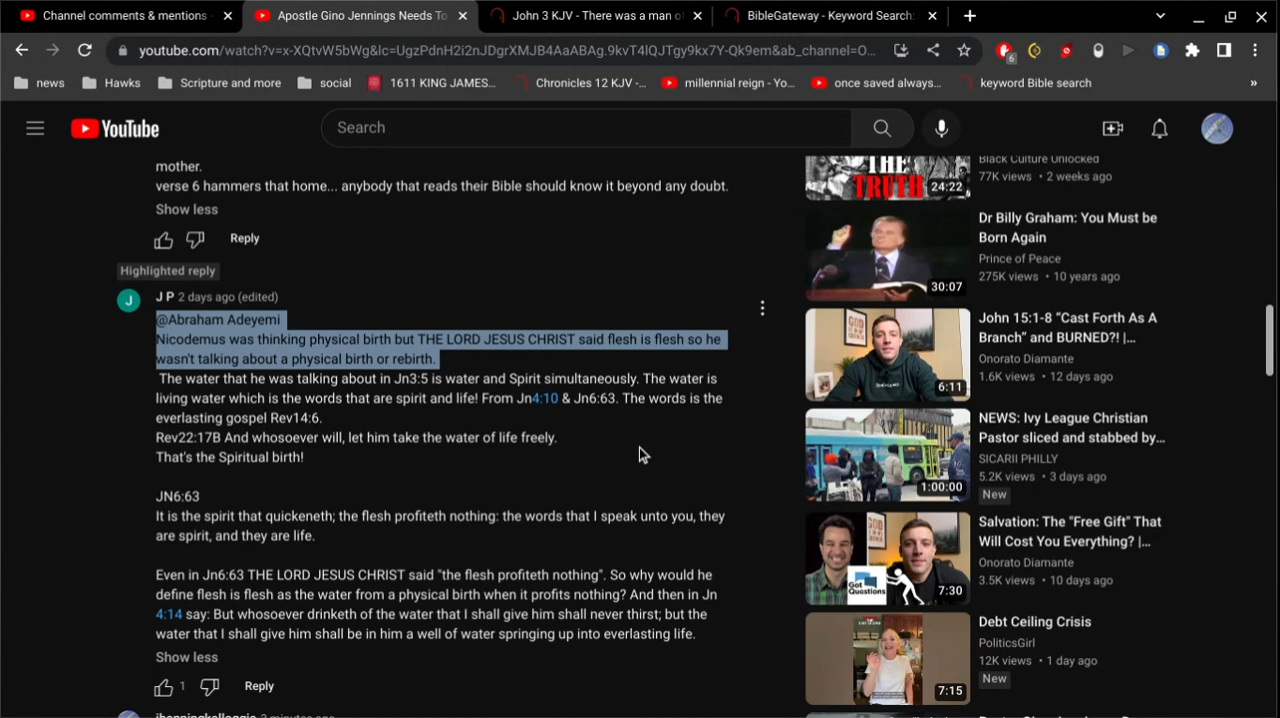 Channel comments & mentions -
Apostle Gino Jennings Needs To
John 3 KJV - There was a man of
BibleGateway - Keyword Search:
youtube.com/watch?v=x-XQtvW5bWg&lc=UgzPdnH2i2nJDgrXMJB4AaABAg.9kvT4lQJTgy9kx7Y-Qk9em&ab_channel=O...
6
news
Hawks
Scripture and more
social
1611 KING JAMES...
Chronicles 12 KJV -...
millennial reign - Yo...
once saved always...
keyword Bible search
»
YouTube
Search
mother.
verse 6 hammers that home... anybody that reads their Bible should know it beyond any doubt.
Show less
Reply
Highlighted reply
J
J P 2 days ago (edited)
@Abraham Adeyemi
Nicodemus was thinking physical birth but THE LORD JESUS CHRIST said flesh is flesh so he
wasn't talking about a physical birth or rebirth.
The water that he was talking about in Jn3:5 is water and Spirit simultaneously. The water is
living water which is the words that are spirit and life! From Jn4:10 & Jn6:63. The words is the
everlasting gospel Rev14:6.
Rev22:17B And whosoever will, let him take the water of life freely.
That's the Spiritual birth!
JN6:63
It is the spirit that quickeneth; the flesh profiteth nothing: the words that I speak unto you, they
are spirit, and they are life.
Even in Jn6:63 THE LORD JESUS CHRIST said "the flesh profiteth nothing". So why would he
define flesh is flesh as the water from a physical birth when it profits nothing? And then in Jn
4:14 say: But whosoever drinketh of the water that I shall give him shall never thirst; but the
water that I shall give him shall be in him a well of water springing up into everlasting life.
Show less
1
Reply
THE
TRUTH
24:22
Black Culture Unlocked
77K views • 2 weeks ago
30:07
Dr Billy Graham: You Must be
Born Again
Prince of Peace
275K views • 10 years ago
6:11
John 15:1-8 “Cast Forth As A
Branch” and BURNED?! |...
Onorato Diamante
1.6K views • 12 days ago
1:00:00
NEWS: Ivy League Christian
Pastor sliced and stabbed by...
SICARII PHILLY
5.2K views • 3 days ago
New
Got
Questions
7:30
Salvation: The "Free Gift" That
Will Cost You Everything? |...
Onorato Diamante
3.5K views • 10 days ago
7:15
Debt Ceiling Crisis
PoliticsGirl
12K views • 1 day ago
New